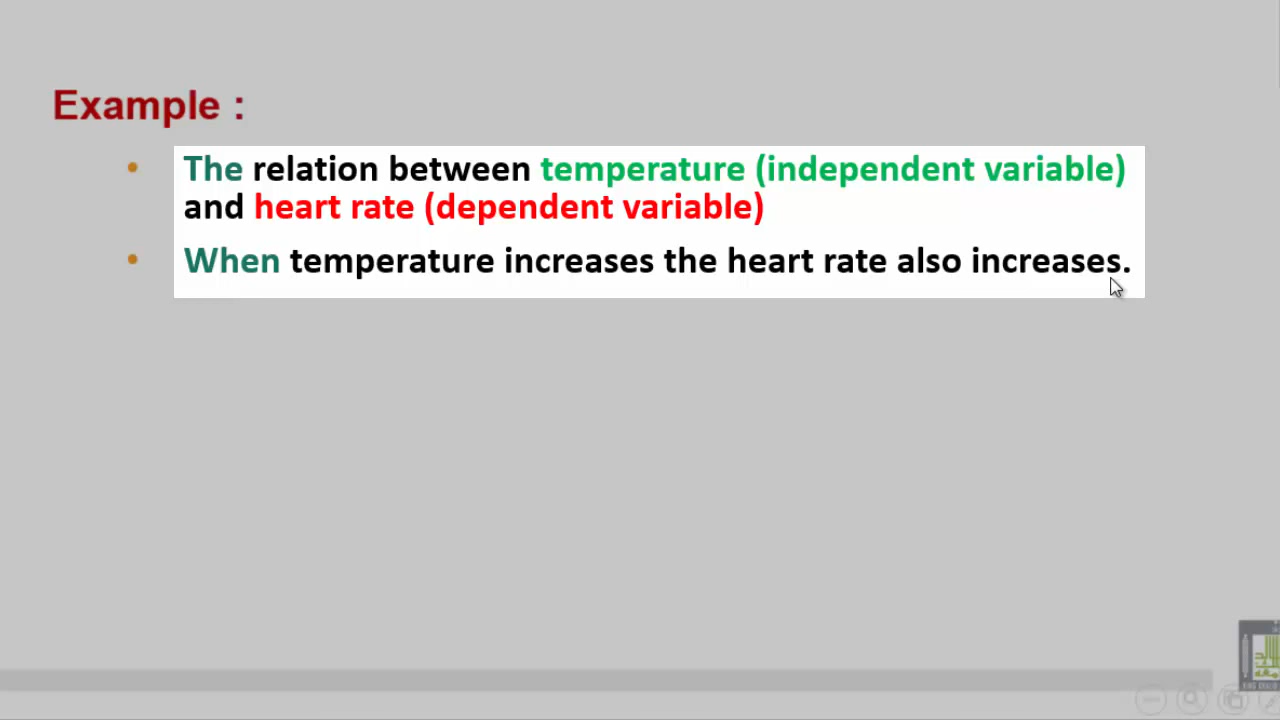 Example :
• The relation between temperature (independent variable)
and heart rate (dependent variable)
• When temperature increases the heart rate also increases.